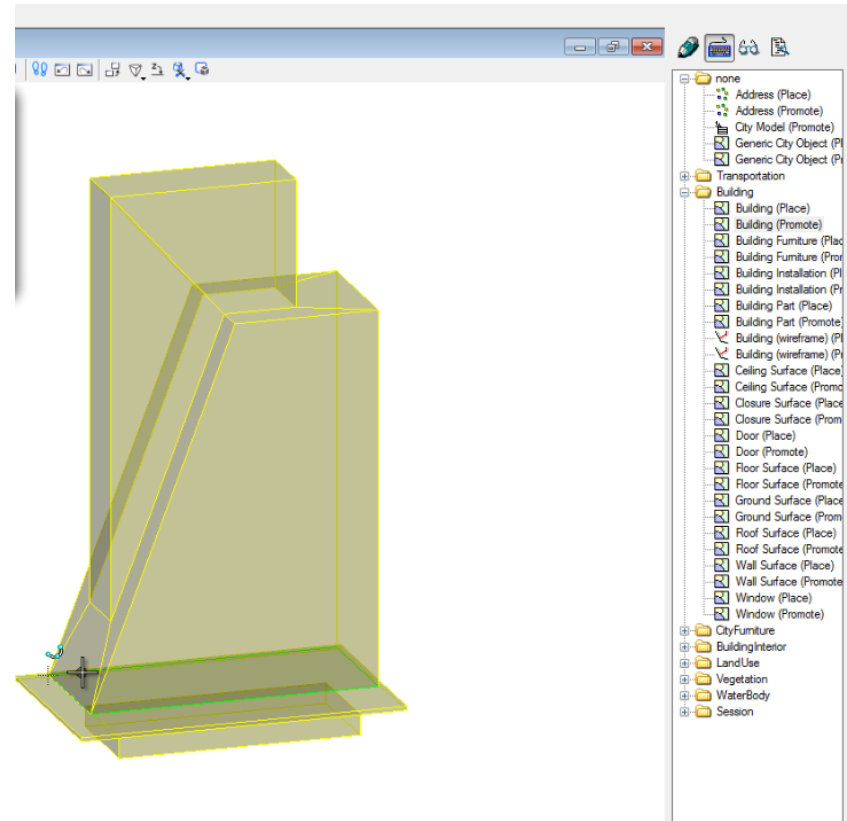 none
Address (Place)
Address (Promote)
City Model (Promote)
Generic City Object (Pl
Generic City Object (Pr
Transportation
Building
Building (Place)
Building (Promote)
Building Furniture (Plac
Building Furniture (Pror
Building Installation (Pl
Building Installation (Pr
Building Part (Place)
Building Part (Promote)
Building (wireframe) (Pl
Building (wireframe) (Pr
Ceiling Surface (Place)
Ceiling Surface (Promo
Closure Surface (Place
Closure Surface (Prom
Door (Place)
Door (Promote)
Floor Surface (Place)
Floor Surface (Promote
Ground Surface (Place
Ground Surface (Prom
Roof Surface (Place)
Roof Surface (Promote
Wall Surface (Place)
Wall Surface (Promote
Window (Place)
Window (Promote)
CityFurniture
BuildingInterior
LandUse
Vegetation
WaterBody
Session